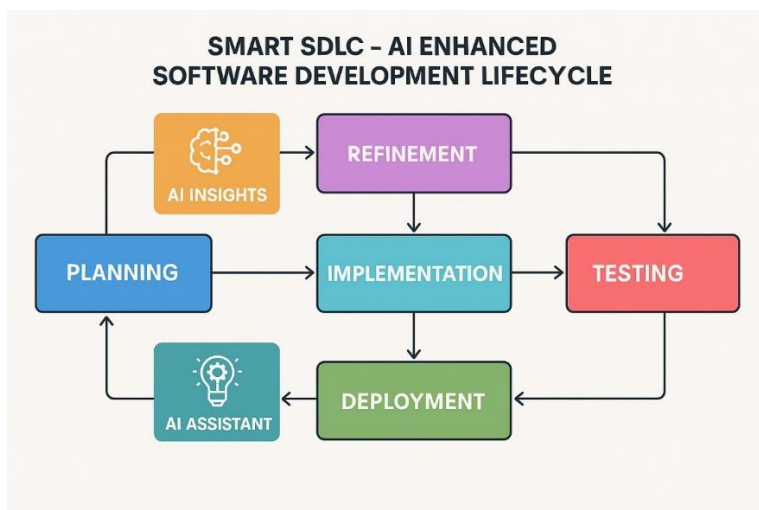 SMART SDLC – AI ENHANCED
SOFTWARE DEVELOPMENT LIFECYCLE
AI INSIGHTS
REFINEMENT
PLANNING
IMPLEMENTATION
TESTING
AI ASSISTANT
DEPLOYMENT